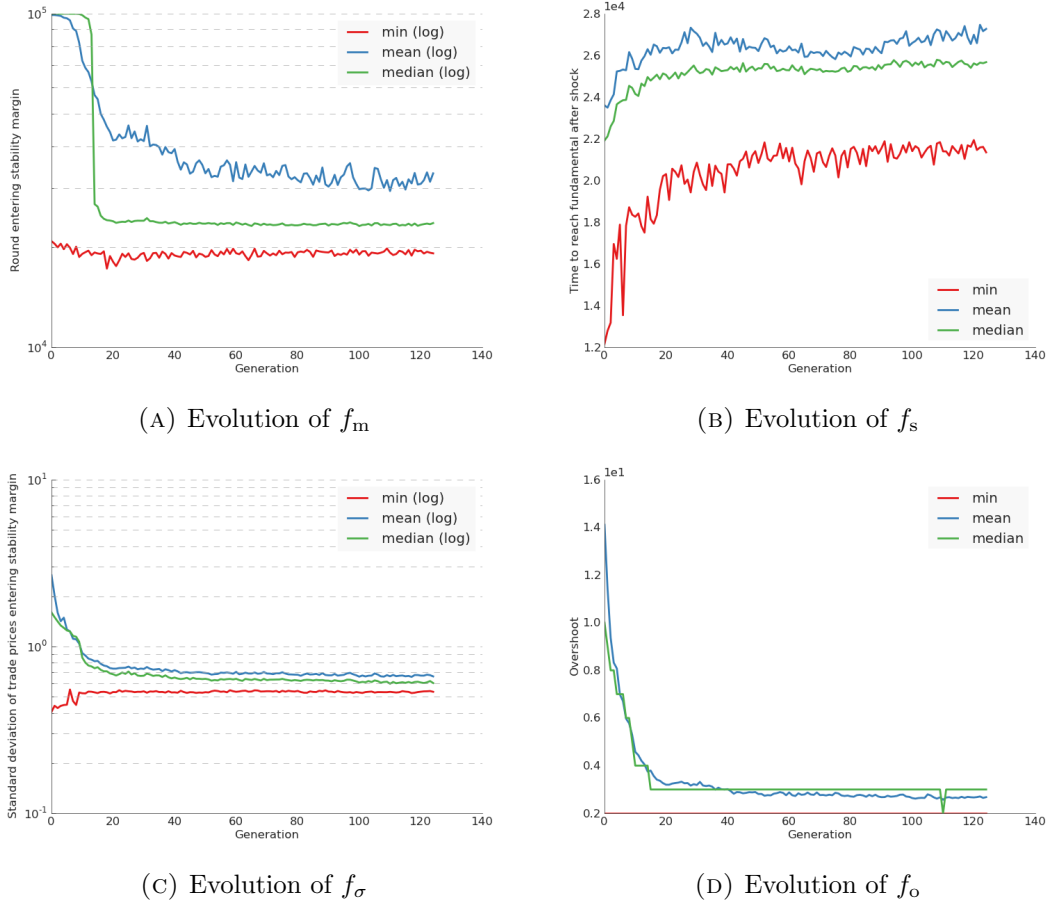 10^5
10^4
Round entering stability margin
min (log)
mean (log)
median (log)
0 20 40 60 80 100 120 140
Generation
(A) Evolution of f_m
1e4
2.8
2.6
2.4
2.2
2.0
1.8
1.6
1.4
1.2
Time to reach fundamental after shock
min
mean
median
0 20 40 60 80 100 120 140
Generation
(B) Evolution of f_s
10^1
10^0
10^-1
Standard deviation of trade prices entering stability margin
min (log)
mean (log)
median (log)
0 20 40 60 80 100 120 140
Generation
(C) Evolution of f_σ
1e1
1.6
1.4
1.2
1.0
0.8
0.6
0.4
0.2
Overshoot
min
mean
median
0 20 40 60 80 100 120 140
Generation
(D) Evolution of f_o